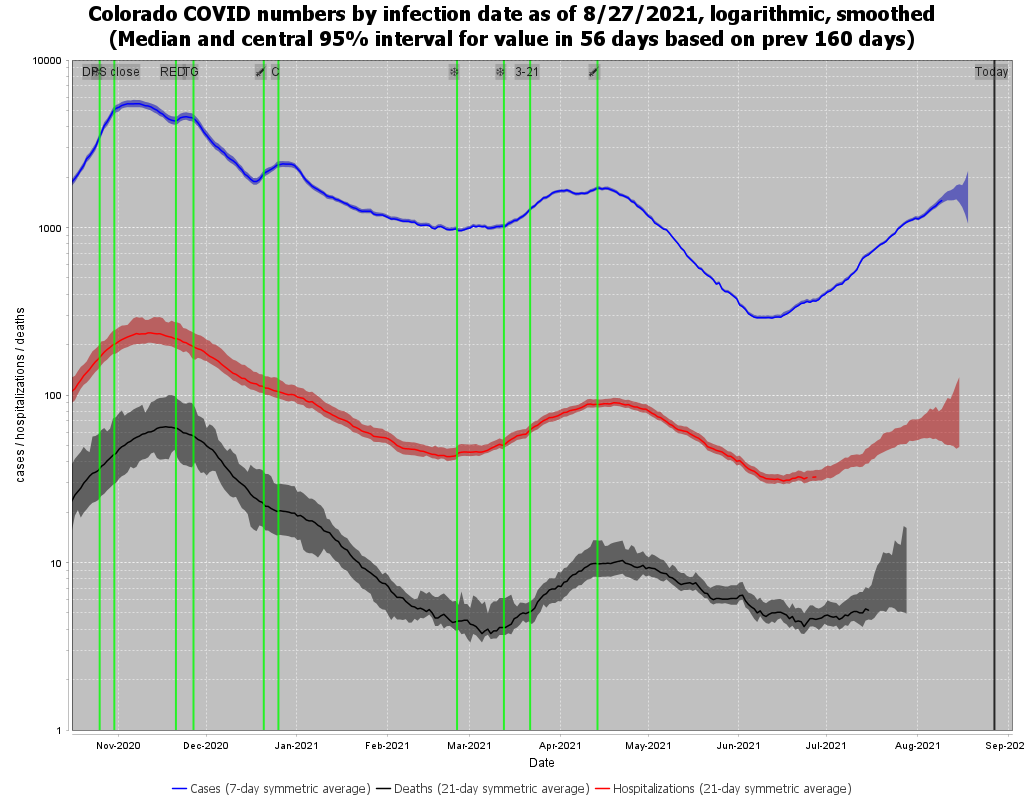 Colorado COVID numbers by infection date as of 8/27/2021, logarithmic, smoothed
(Median and central 95% interval for value in 56 days based on prev 160 days)
close
RED
TG
C
3-21
Today
10000
1000
100
10
1
cases / hospitalizations / deaths
Nov-2020
Dec-2020
Jan-2021
Feb-2021
Mar-2021
Apr-2021
May-2021
Jun-2021
Jul-2021
Aug-2021
Sep-202
Date
Cases (7-day symmetric average)
Deaths (21-day symmetric average)
Hospitalizations (21-day symmetric average)